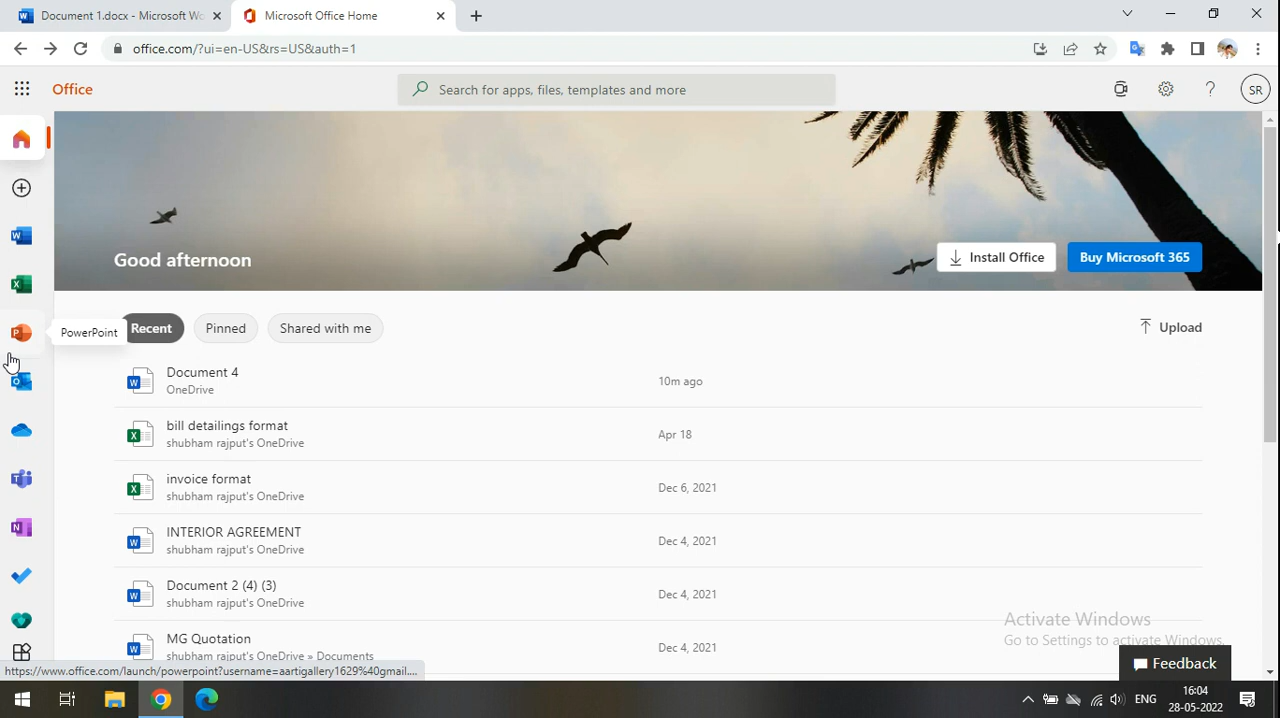 Document 1.docx - Microsoft Wo
Microsoft Office Home
office.com/?ui=en-US&rs=US&auth=1
Office
Search for apps, files, templates and more
SR
Good afternoon
Install Office
Buy Microsoft 365
PowerPoint
Recent
Pinned
Shared with me
Upload
Document 4
OneDrive
10m ago
bill detailings format
shubham rajput's OneDrive
Apr 18
invoice format
shubham rajput's OneDrive
Dec 6, 2021
INTERIOR AGREEMENT
shubham rajput's OneDrive
Dec 4, 2021
Document 2 (4) (3)
shubham rajput's OneDrive
Dec 4, 2021
MG Quotation
shubham rajput's OneDrive » Documents
Dec 4, 2021
Activate Windows
Go to Settings to activate Windows.
Feedback
https://www.office.com/launch/powerpoint?username=aartigallery1629%40gmail....
ENG
16:04
28-05-2022